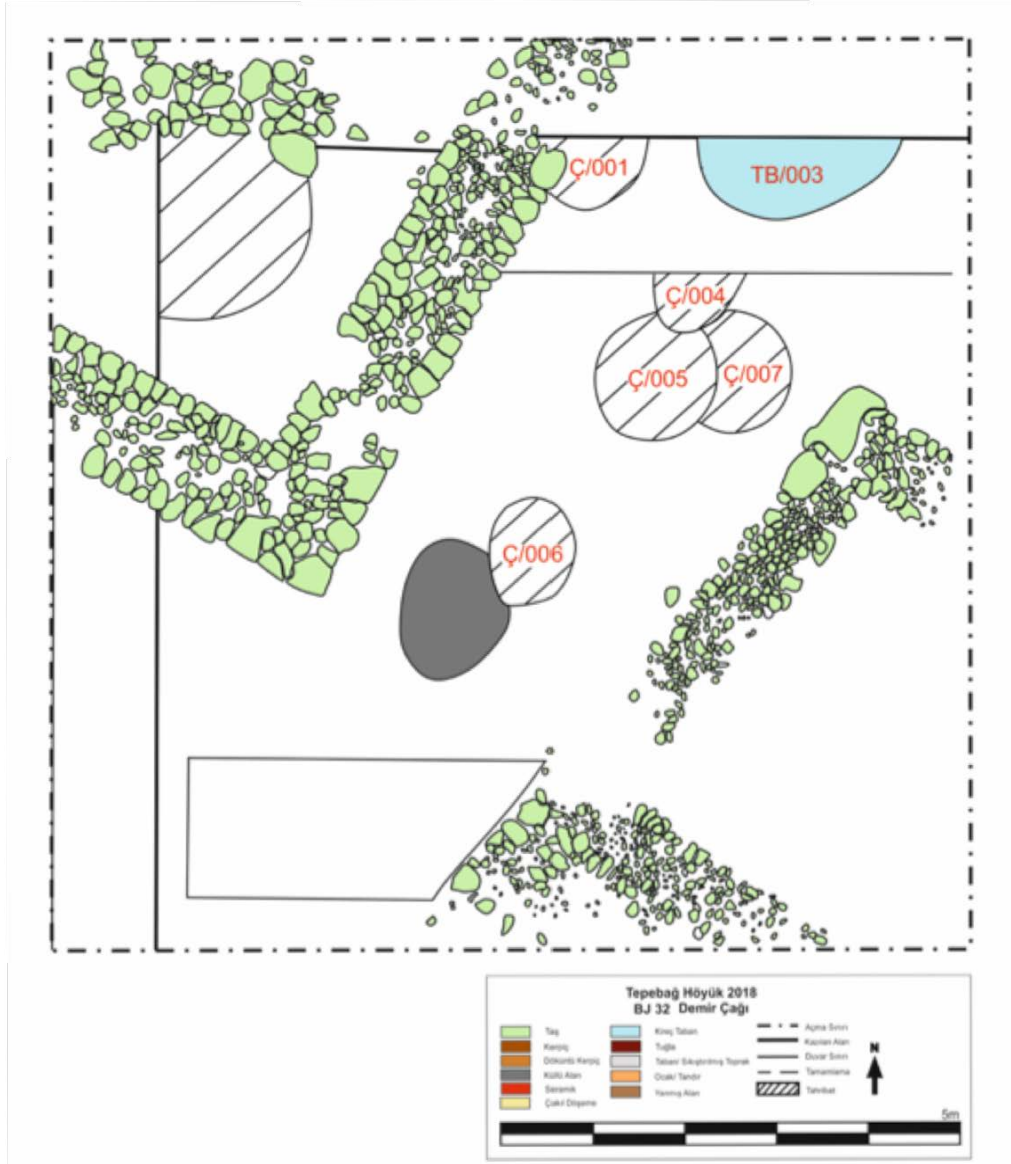 Ç/001
TB/003
Ç/004
Ç/005
Ç/007
Ç/006
Tepebağ Höyük 2018
BJ 32 Demir Çağı
Taş
Kerpiç
Döküntü Kerpiç
Küllü Alan
Seramik
Çakıl Döşeme
Kireç Taban
Tuğla
Taban/ Sıkıştırılmış Toprak
Ocak/ Tandır
Yanmış Alan
Açma Sınırı
Kazılan Alan
Duvar Sınırı
Tamamlama
Tahribat
N
5m